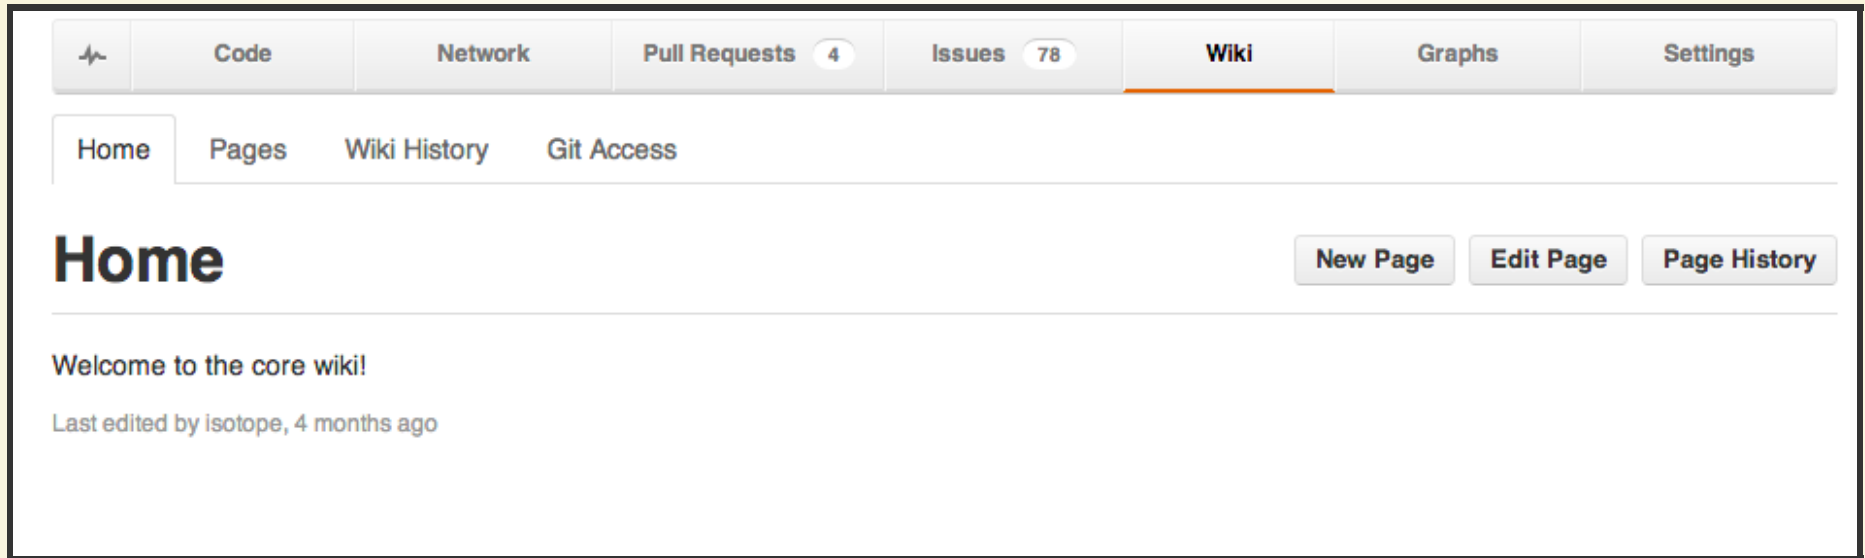 Code Network Pull Requests 4 Issues 78 Wiki Graphs Settings
Home Pages Wiki History Git Access
Home New Page Edit Page Page History
Welcome to the core wiki!
Last edited by isotope, 4 months ago